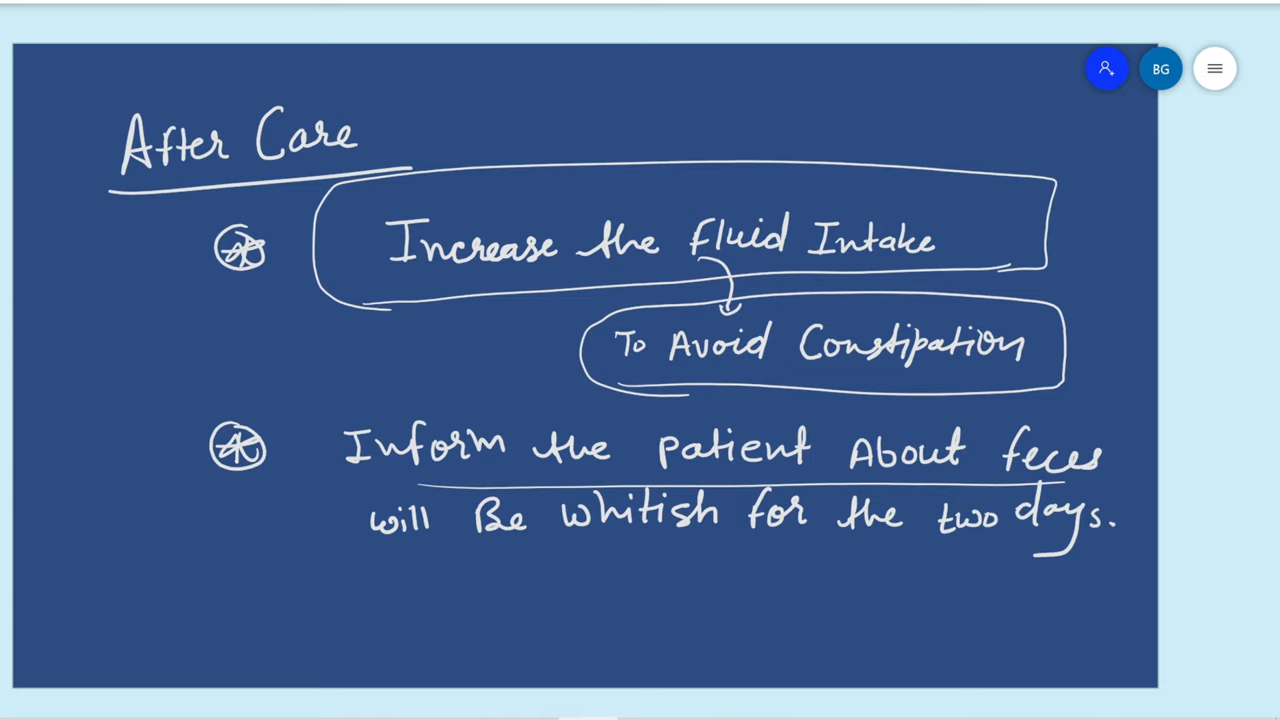 BG
After Care
Increase the fluid Intake
To Avoid Constipation
Inform the patient About feces
will Be whitish for the two days.